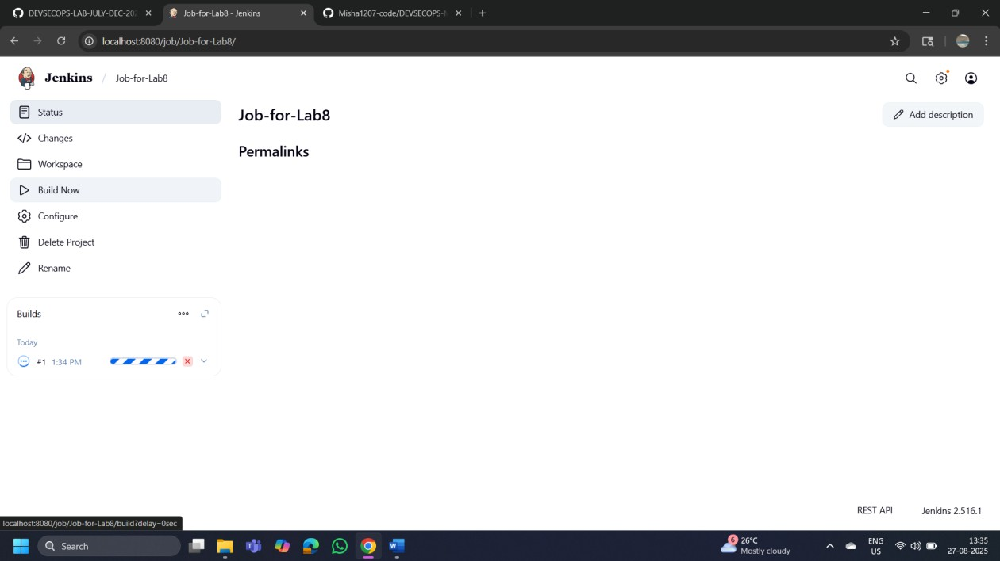 DEVSECOPS-LAB-JULY-DEC-202
Job-for-Lab8 - Jenkins
Misha1207-code/DEVSECOPS-
localhost:8080/job/Job-for-Lab8/
Jenkins / Job-for-Lab8
Status
Changes
Workspace
Build Now
Configure
Delete Project
Rename
Builds
Today
#1 1:34 PM
Job-for-Lab8
Add description
Permalinks
REST API
Jenkins 2.516.1
localhost:8080/job/Job-for-Lab8/build?delay=0sec
Search
6
26°C
Mostly cloudy
ENG
US
13:35
27-08-2025